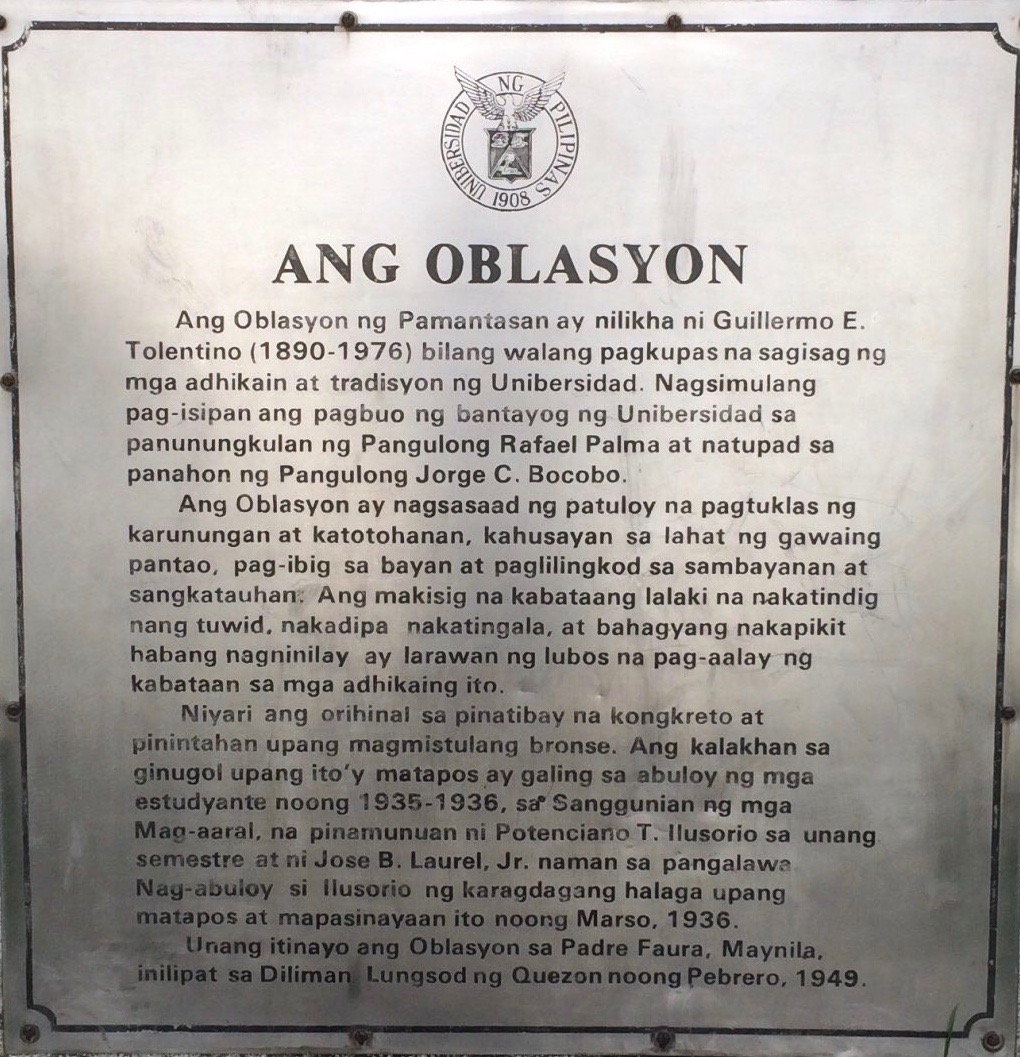 UNIBERSIDAD NG PILIPINAS
1908
ANG OBLASYON
Ang Oblasyon ng Pamantasan ay nilikha ni Guillermo E.
Tolentino (1890-1976) bilang walang pagkupas na sagisag ng
mga adhikain at tradisyon ng Unibersidad. Nagsimulang
pag-isipan ang pagbuo ng bantayog ng Unibersidad sa
panunungkulan ng Pangulong Rafael Palma at natupad sa
panahon ng Pangulong Jorge C. Bocobo.
Ang Oblasyon ay nagsasaad ng patuloy na pagtuklas ng
karunungan at katotohanan, kahusayan sa lahat ng gawaing
pantao, pag-ibig sa bayan at paglilingkod sa sambayanan at
sangkatauhan. Ang makisig na kabataang lalaki na nakatindig
nang tuwid, nakadipa nakatingala, at bahagyang nakapikit
habang nagninilay ay larawan ng lubos na pag-aalay ng
kabataan sa mga adhikaing ito.
Niyari ang orihinal sa pinatibay na kongkreto at
pinintahan upang magmistulang bronse. Ang kalakhan sa
ginugol upang ito'y matapos ay galing sa abuloy ng mga
estudyante noong 1935-1936, sa Sanggunian ng mga
Mag-aaral, na pinamunuan ni Potenciano T. Ilusorio sa unang
semestre at ni Jose B. Laurel, Jr. naman sa pangalawa
Nag-abuloy si Ilusorio ng karagdagang halaga upang
matapos at mapasinayaan ito noong Marso, 1936.
Unang itinayo ang Oblasyon sa Padre Faura, Maynila,
inilipat sa Diliman Lungsod ng Quezon noong Pebrero, 1949.